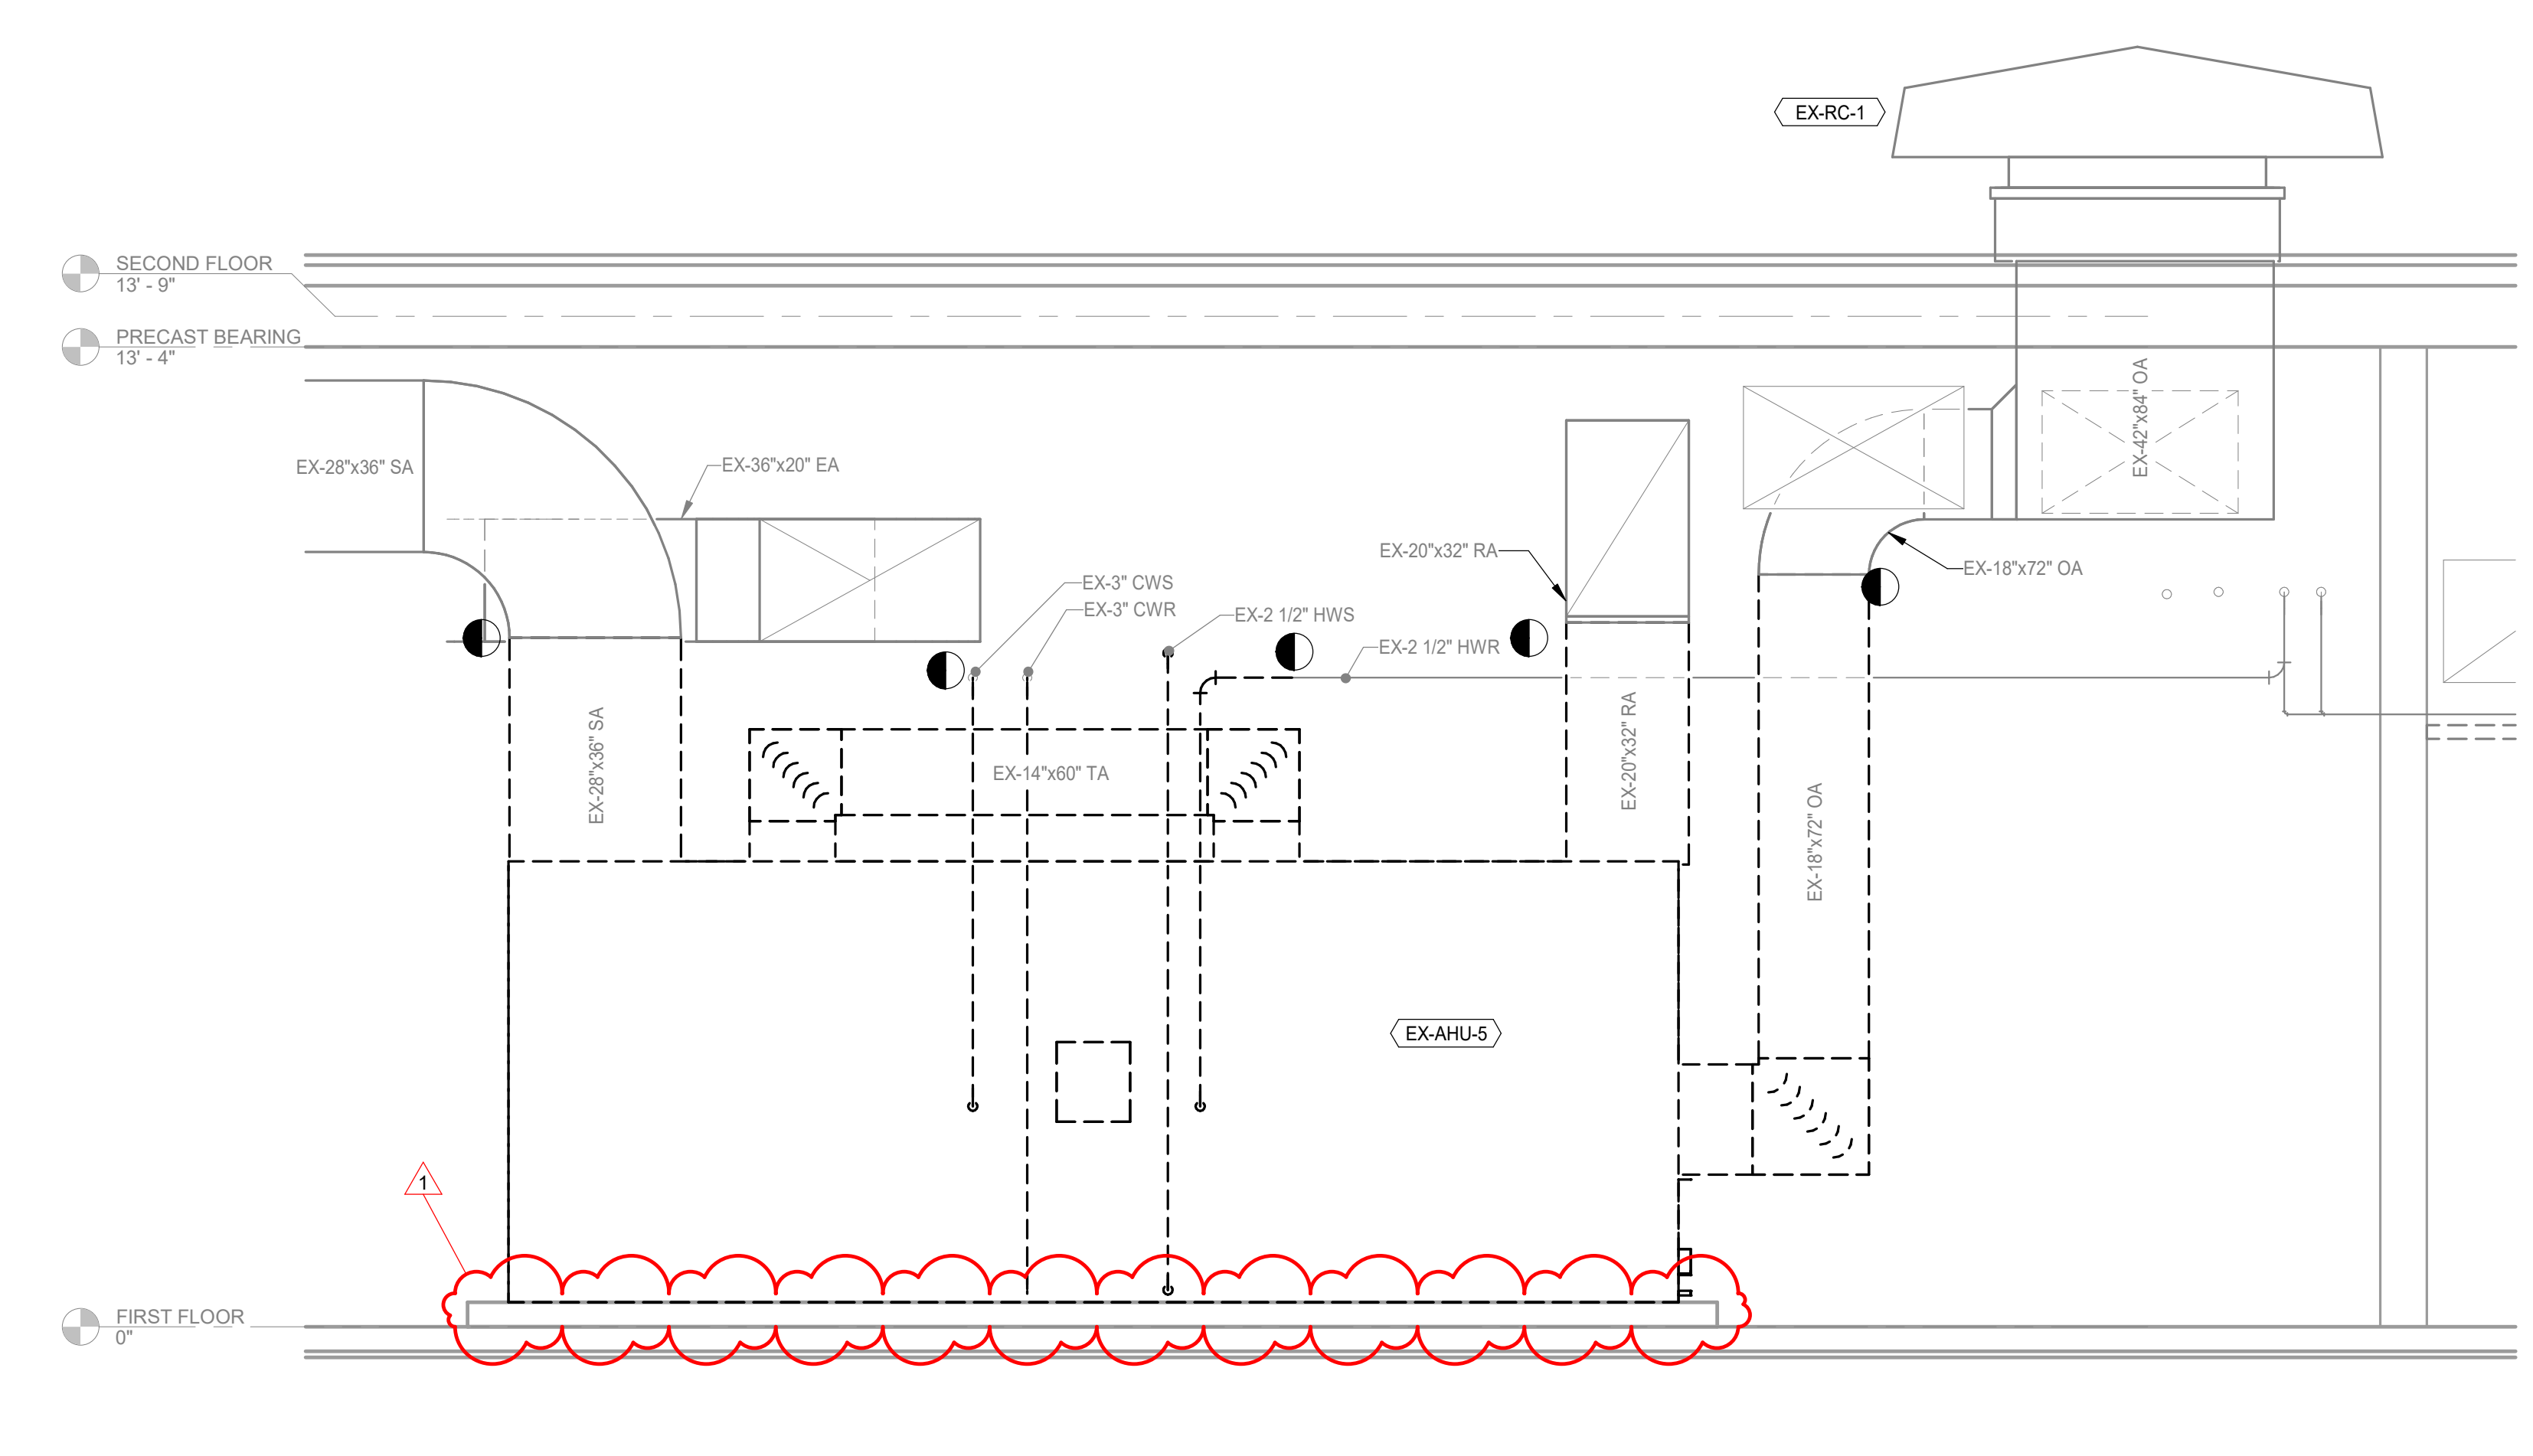 EX-RC-1
SECOND FLOOR
13' - 9"
PRECAST BEARING
13' - 4"
EX-42"x84" OA
EX-28"x36" SA
EX-36"x20" EA
EX-20"x32" RA
EX-18"x72" OA
EX-3" CWS
EX-3" CWR
EX-2 1/2" HWS
EX-2 1/2" HWR
EX-28"x36" SA
EX-14"x60" TA
EX-20"x32" RA
EX-18"x72" OA
EX-AHU-5
1
FIRST FLOOR
0"